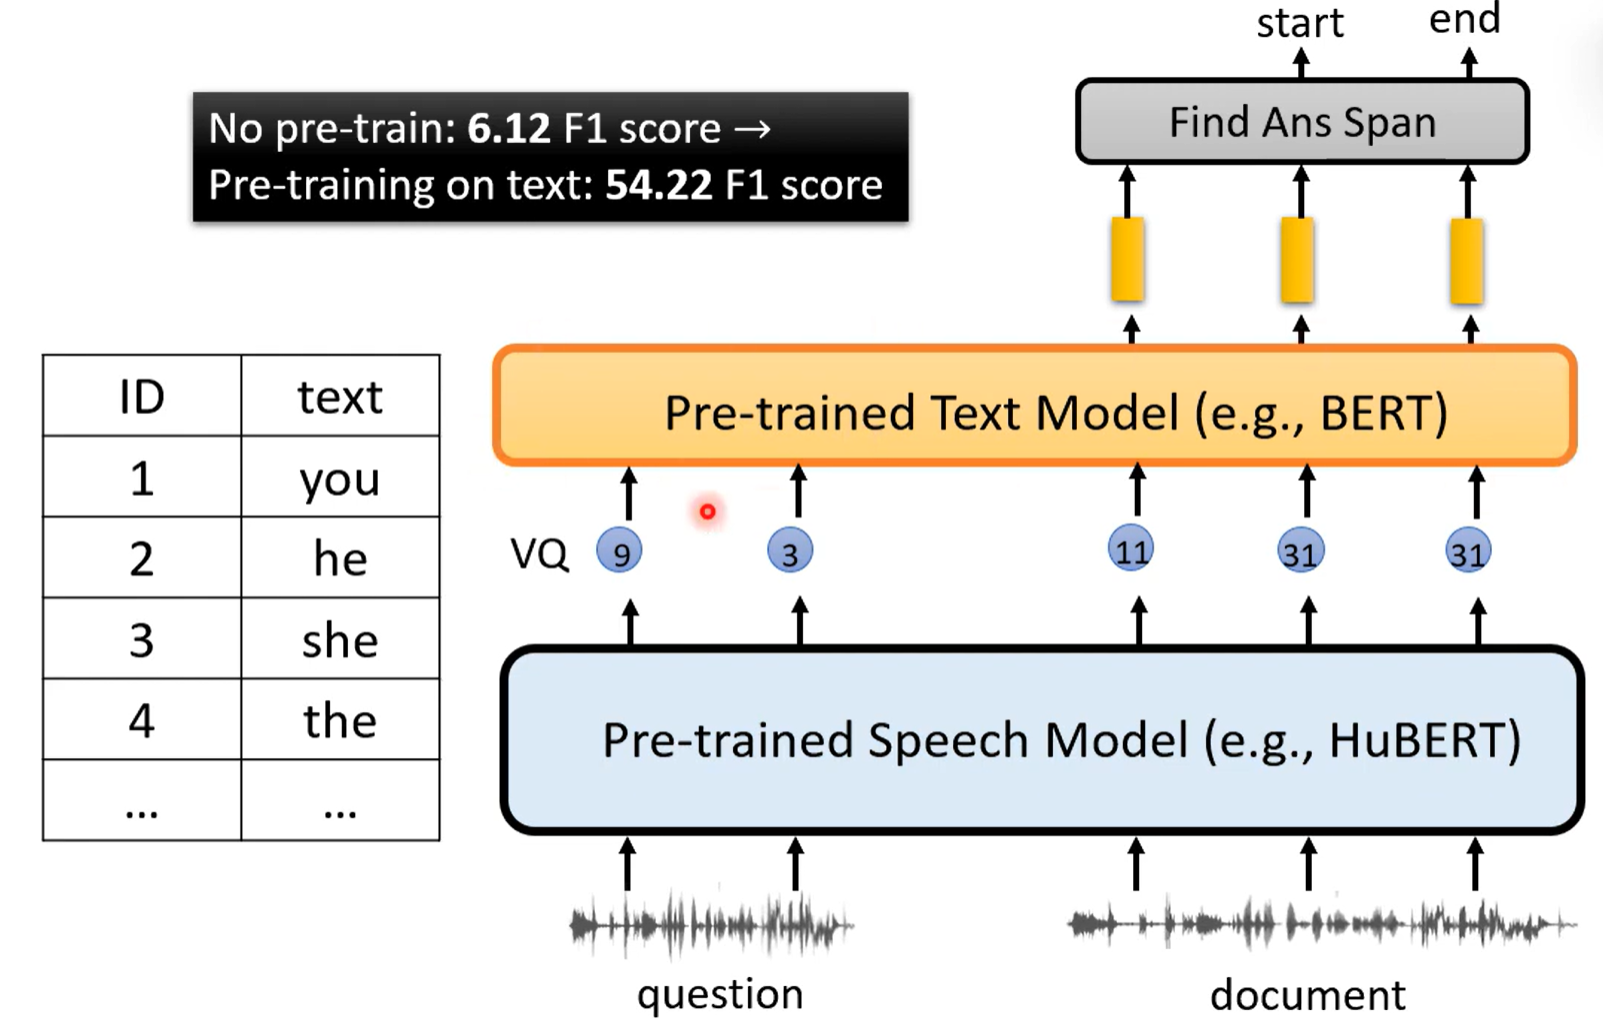 start end
Find Ans Span
No pre-train: 6.12 F1 score →
Pre-training on text: 54.22 F1 score
ID text
1 you
2 he
3 she
4 the
... ...
Pre-trained Text Model (e.g., BERT)
VQ 9 3 11 31 31
Pre-trained Speech Model (e.g., HuBERT)
question document